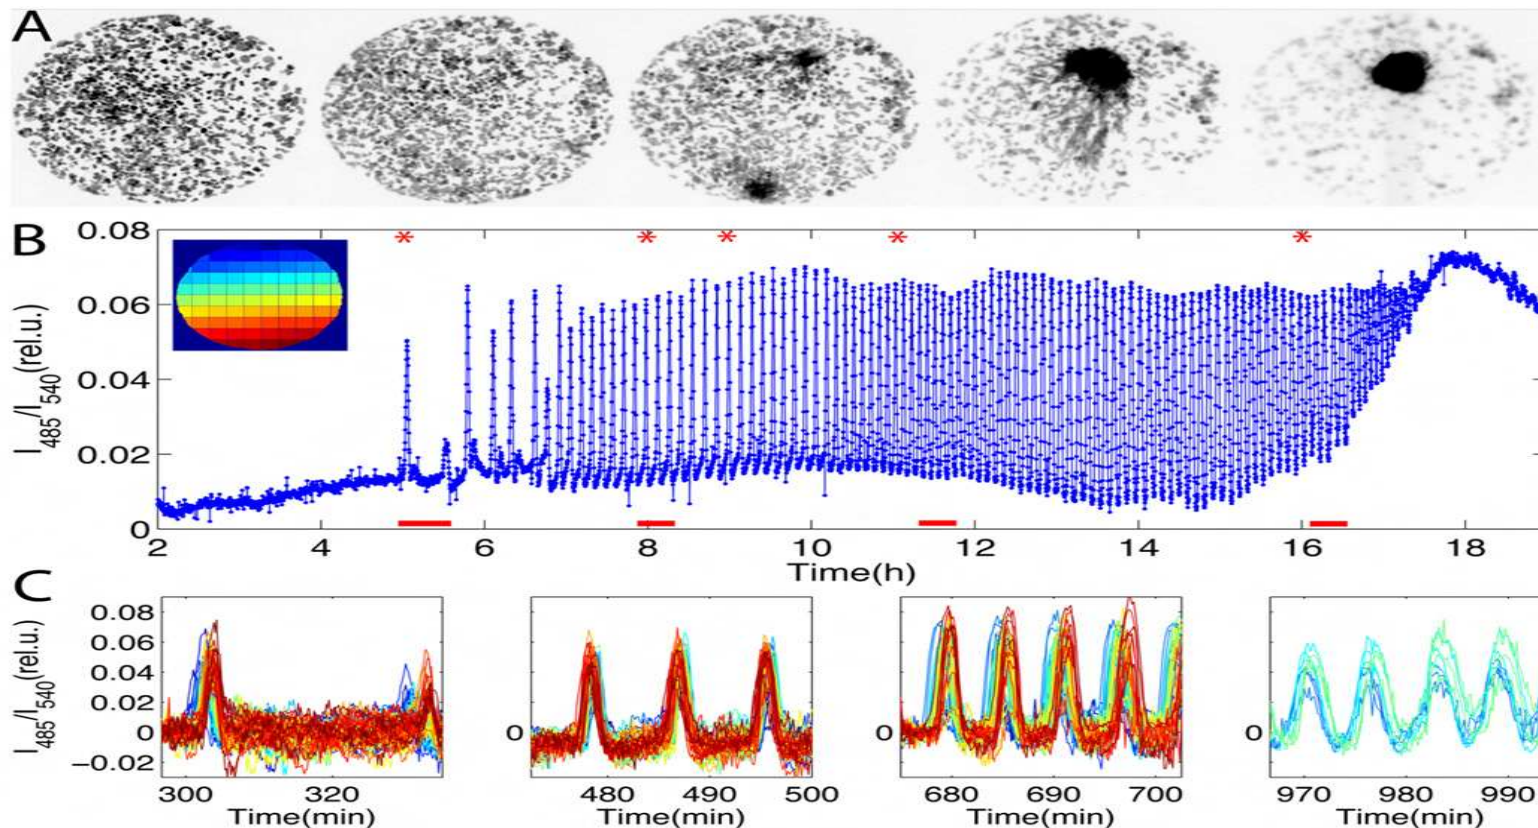 A
B
0.08
0.06
0.04
0.02
0
I485/I540(rel.u.)
* * * * *
2 4 6 8 10 12 14 16 18
Time(h)
C
0.08
0.06
0.04
0.02
0
−0.02
I485/I540(rel.u.)
0 0 0
300 320 480 490 500 680 690 700 970 980 990
Time(min) Time(min) Time(min) Time(min)